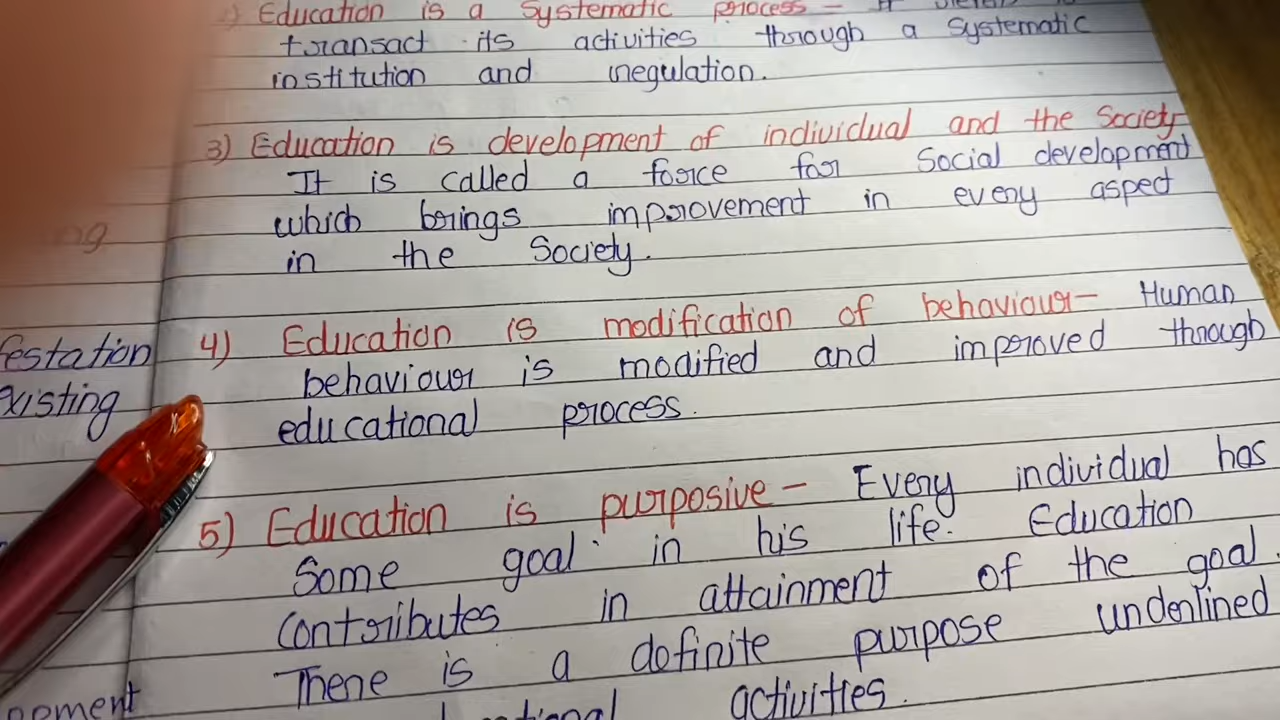 Education is a Systematic process - It
transact its activities through a Systematic
institution and regulation.
3) Education is development of individual and the Society
It is called a force for Social development
which brings improvement in every aspect
in the Society.
4) Education is modification of behaviour- Human
behaviour is modified and improved through
educational process.
5) Education is purposive - Every individual has
Some goal in his life. Education
contributes in attainment of the goal.
There is a definite purpose underlined
activities.
festation
xisting